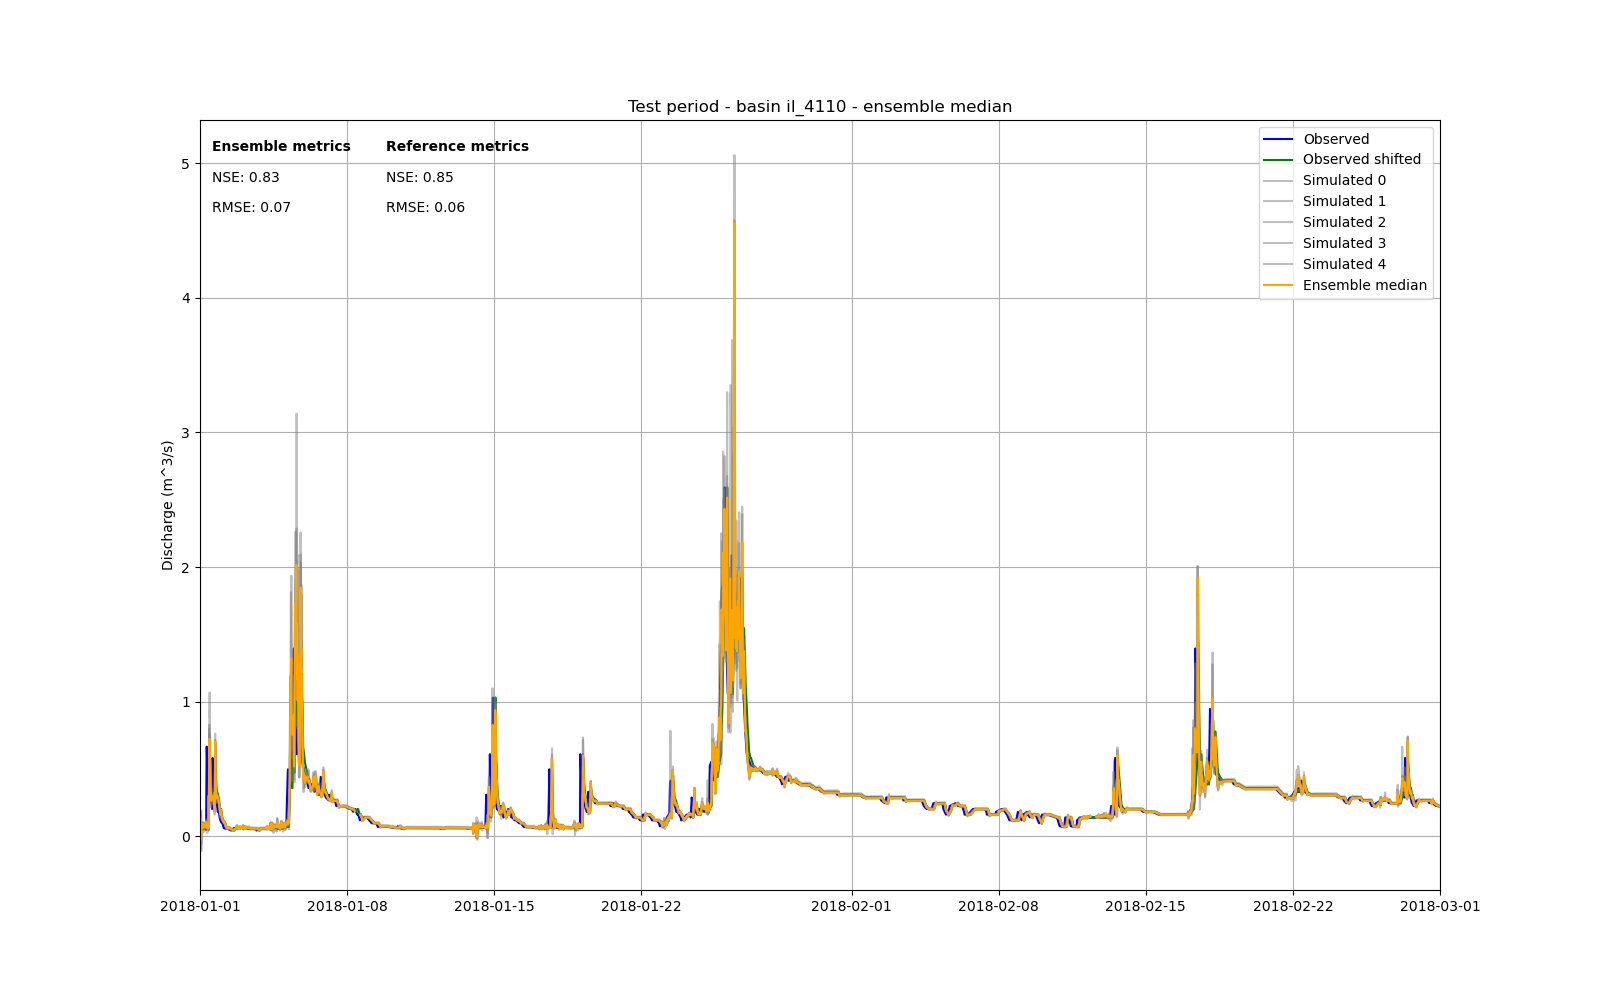 Test period - basin il_4110 - ensemble median
Ensemble metrics Reference metrics
NSE: 0.83 NSE: 0.85
RMSE: 0.07 RMSE: 0.06
Observed
Observed shifted
Simulated 0
Simulated 1
Simulated 2
Simulated 3
Simulated 4
Ensemble median
Discharge (m^3/s)
5
4
3
2
1
0
2018-01-01 2018-01-08 2018-01-15 2018-01-22 2018-02-01 2018-02-08 2018-02-15 2018-02-22 2018-03-01